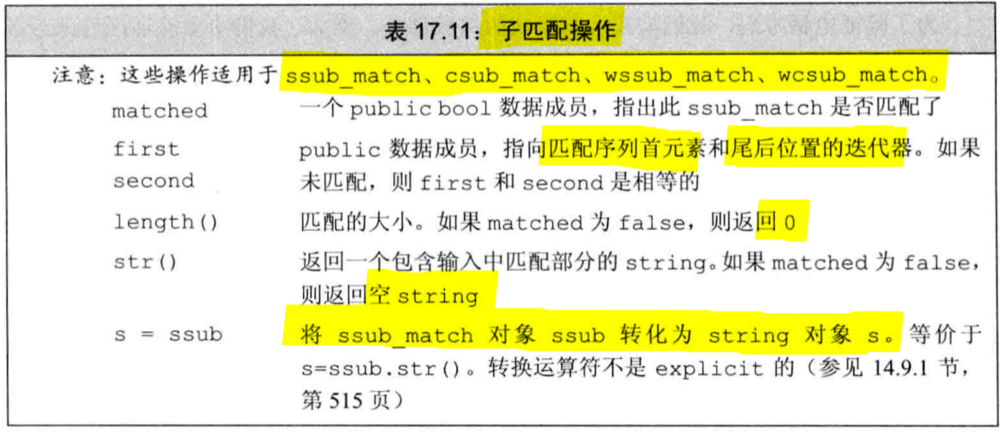 表 17.11：子匹配操作
注意：这些操作适用于 ssub_match、csub_match、wssub_match、wcsub_match。
matched 一个 public bool 数据成员，指出此 ssub_match 是否匹配了
first public 数据成员，指向匹配序列首元素和尾后位置的迭代器。如果
second 未匹配，则 first 和 second 是相等的
length() 匹配的大小。如果 matched 为 false，则返回 0
str() 返回一个包含输入中匹配部分的 string。如果 matched 为 false，
则返回空 string
s = ssub 将 ssub_match 对象 ssub 转化为 string 对象 s。等价于
s=ssub.str()。转换运算符不是 explicit 的（参见 14.9.1 节，
第 515 页）